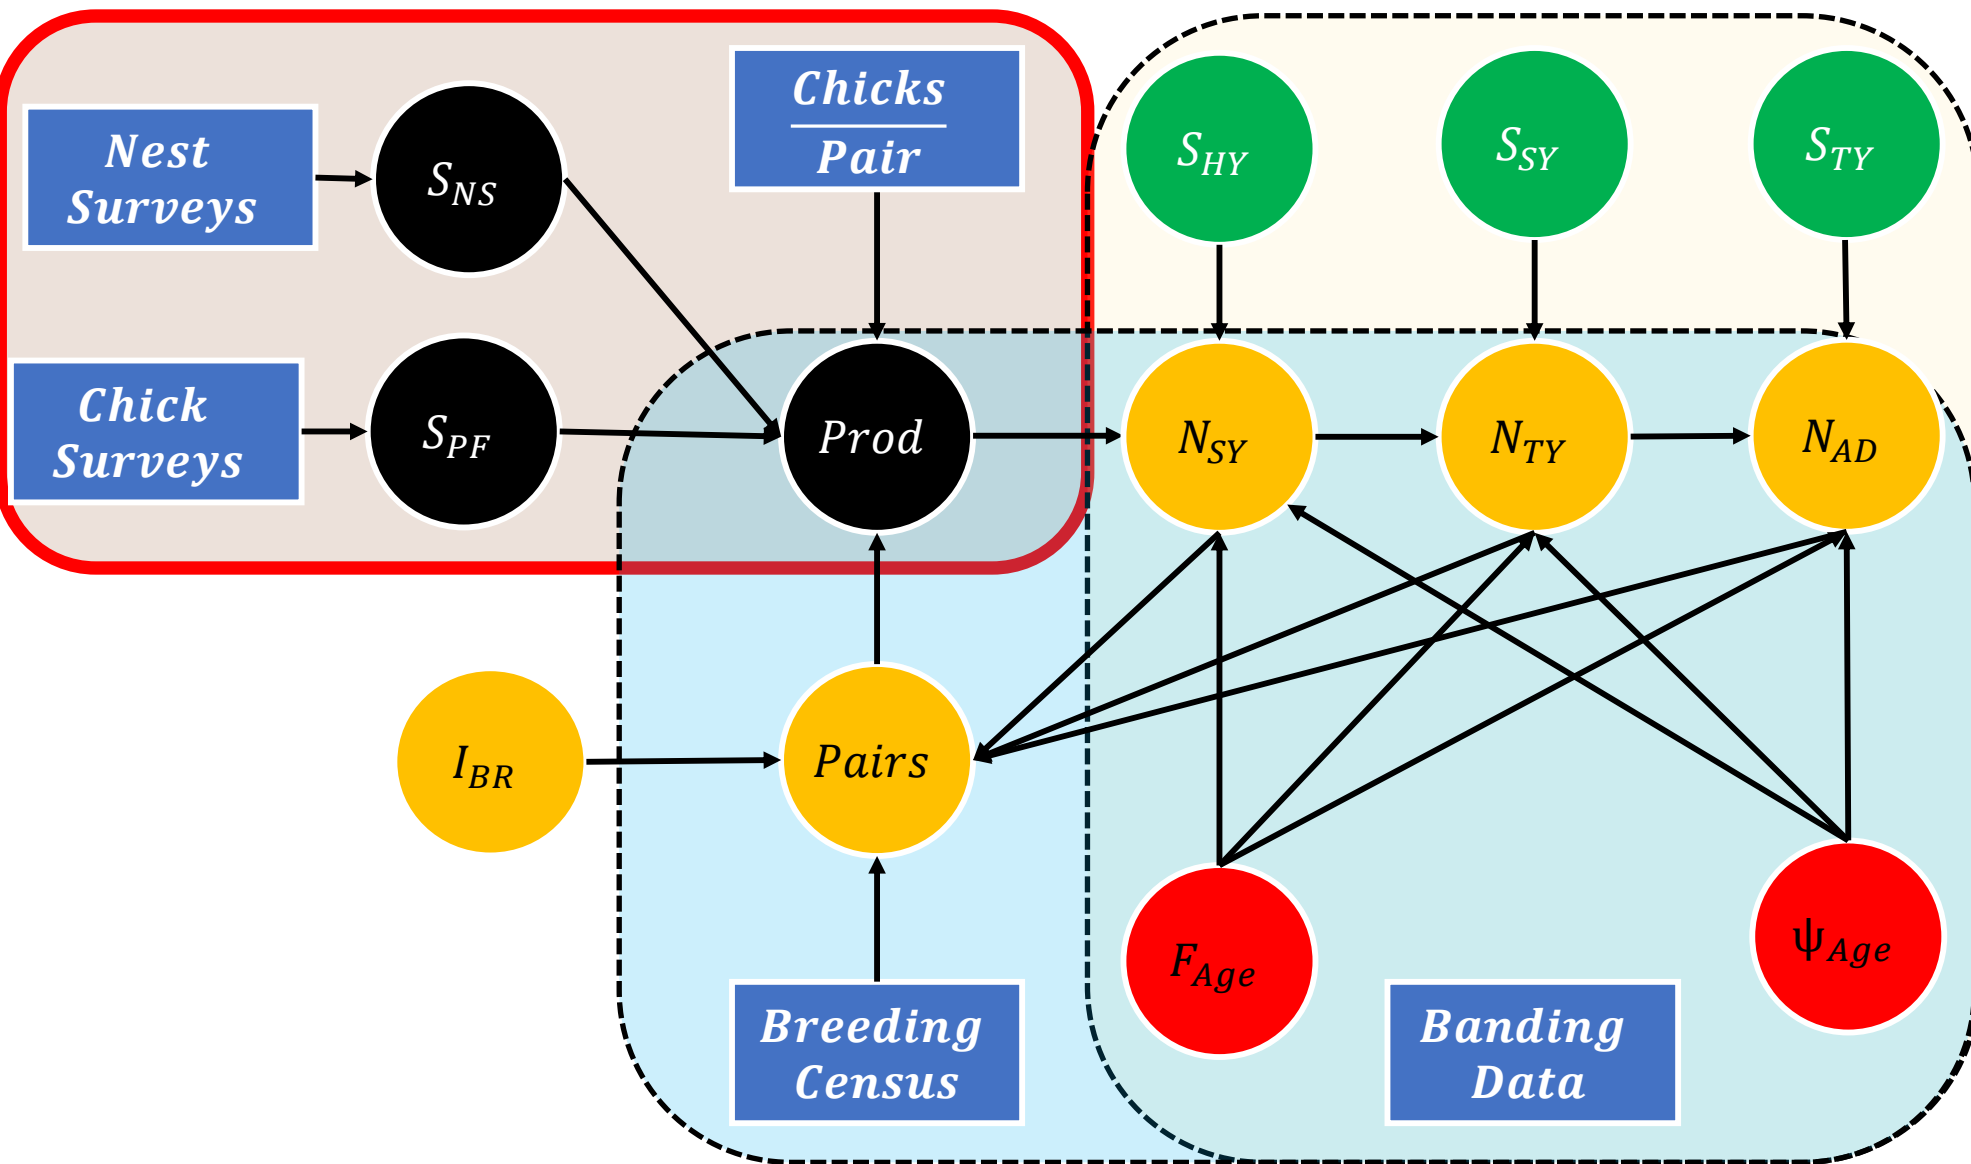 Nest
Surveys
S_NS
Chicks
Pair
S_HY
S_SY
S_TY
Chick
Surveys
S_PF
Prod
N_SY
N_TY
N_AD
I_BR
Pairs
F_Age
ψ_Age
Breeding
Census
Banding
Data